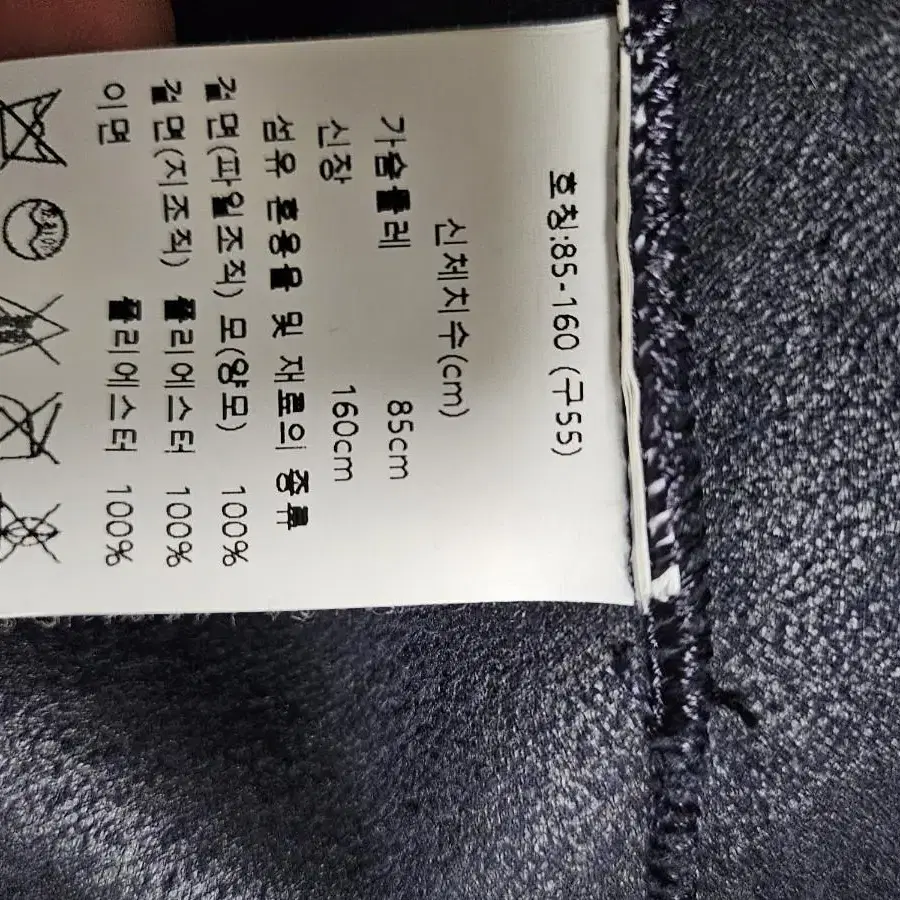 호칭:85-160 (구55)
신체치수(cm)
가슴둘레 85cm
신장 160cm
섬유 혼용율 및 재료의 종류
겉면(파일조직) 모(양모) 100%
겉면(지조직) 폴리에스터 100%
이면 폴리에스터 100%